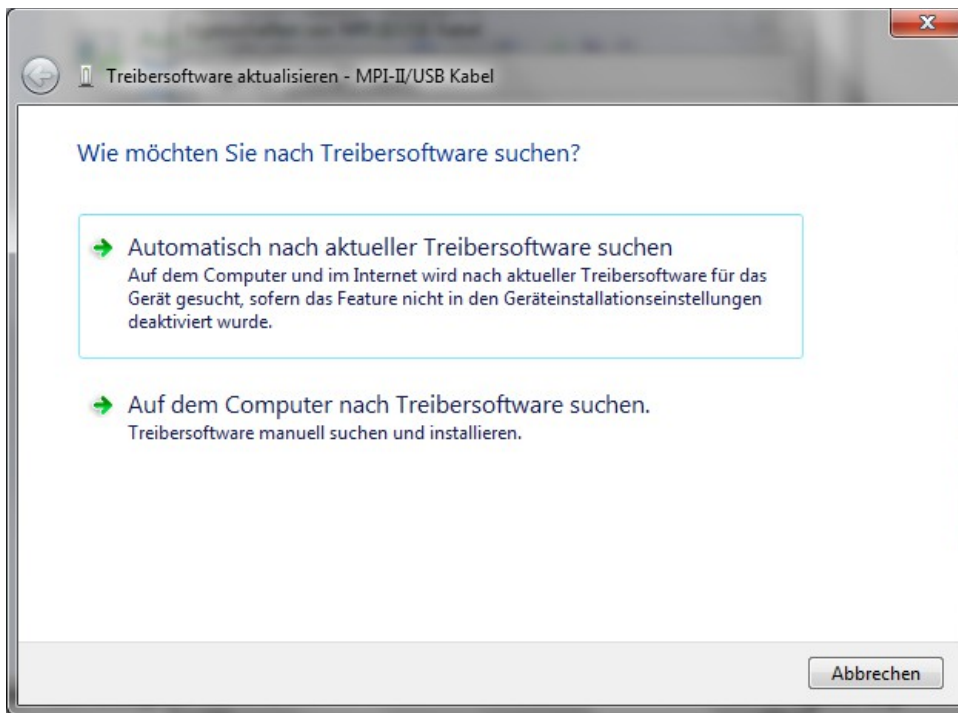 Treibersoftware aktualisieren - MPI-II/USB Kabel
Wie möchten Sie nach Treibersoftware suchen?
Automatisch nach aktueller Treibersoftware suchen
Auf dem Computer und im Internet wird nach aktueller Treibersoftware für das
Gerät gesucht, sofern das Feature nicht in den Geräteinstallationseinstellungen
deaktiviert wurde.
Auf dem Computer nach Treibersoftware suchen.
Treibersoftware manuell suchen und installieren.
Abbrechen